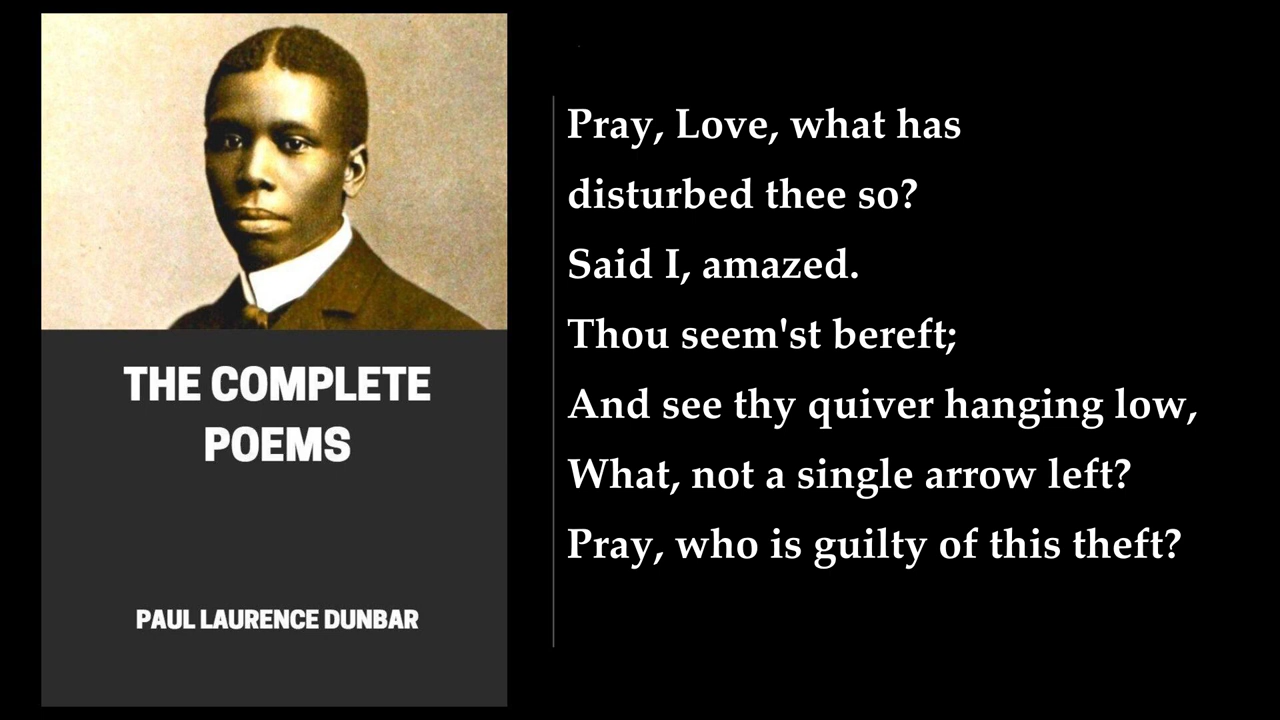 THE COMPLETE
POEMS
PAUL LAURENCE DUNBAR
Pray, Love, what has
disturbed thee so?
Said I, amazed.
Thou seem'st bereft;
And see thy quiver hanging low,
What, not a single arrow left?
Pray, who is guilty of this theft?